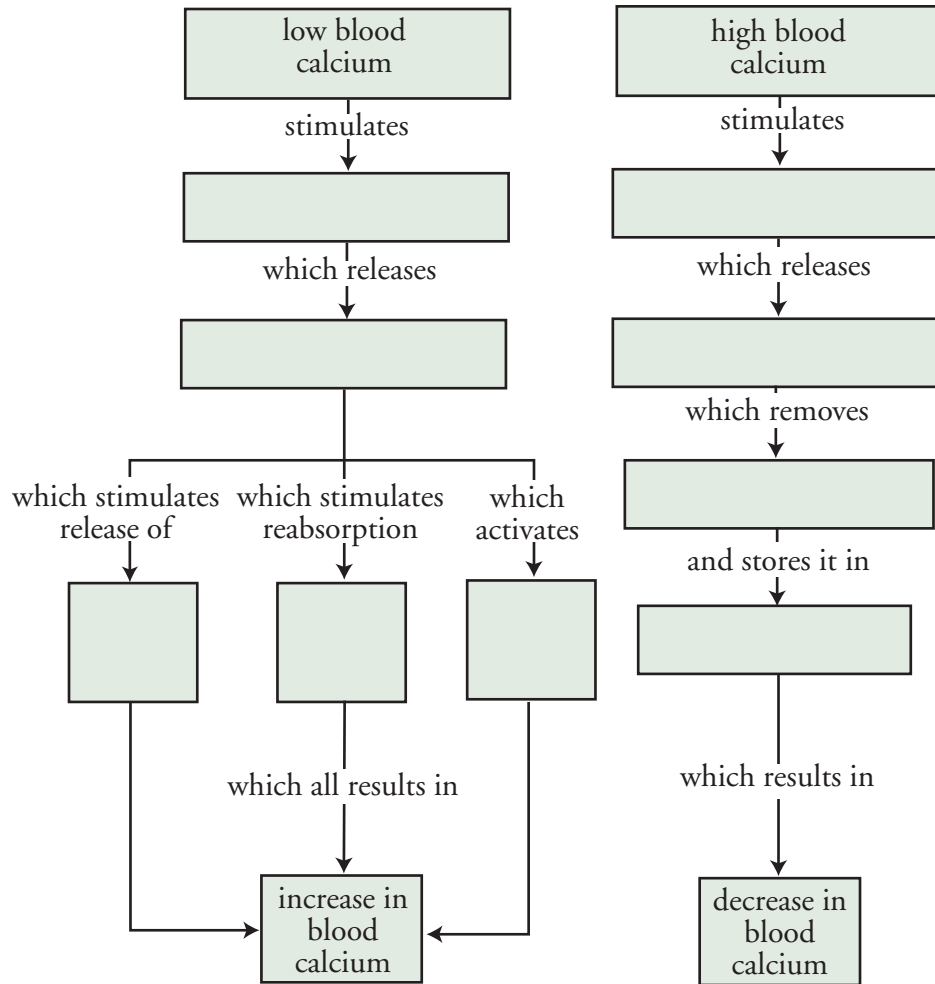 low blood
calcium
stimulates
which releases
which stimulates
release of
which stimulates
reabsorption
which
activates
which all results in
increase in
blood
calcium
high blood
calcium
stimulates
which releases
which removes
and stores it in
which results in
decrease in
blood
calcium